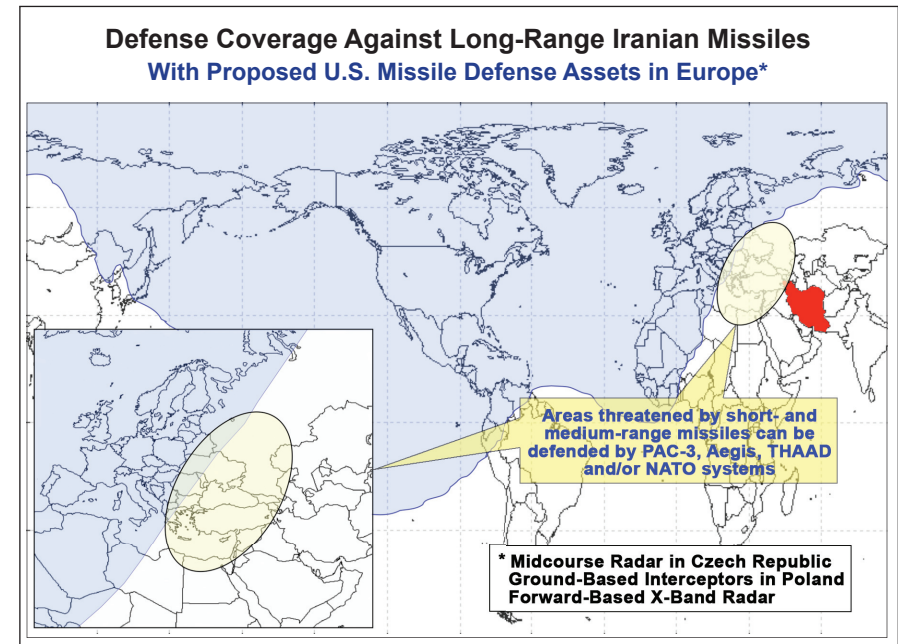 Defense Coverage Against Long-Range Iranian Missiles
With Proposed U.S. Missile Defense Assets in Europe*
Areas threatened by short- and
medium-range missiles can be
defended by PAC-3, Aegis, THAAD
and/or NATO systems
* Midcourse Radar in Czech Republic
Ground-Based Interceptors in Poland
Forward-Based X-Band Radar